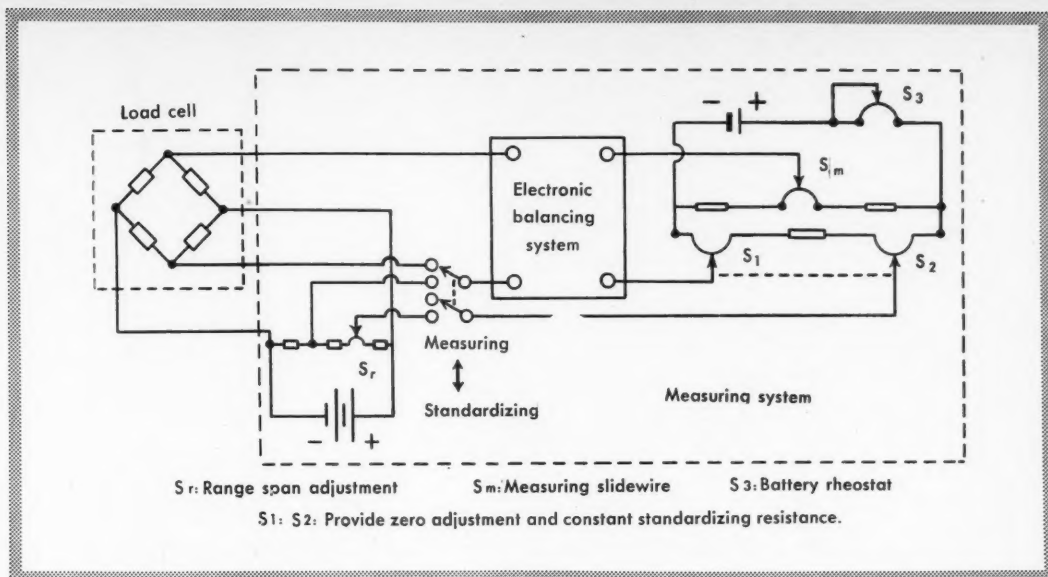 Load cell
- +
S3
Sm
Electronic
balancing
system
S1
S2
Measuring
Sr
Standardizing
Measuring system
- +
Sr: Range span adjustment Sm: Measuring slidewire S3: Battery rheostat
S1: S2: Provide zero adjustment and constant standardizing resistance.